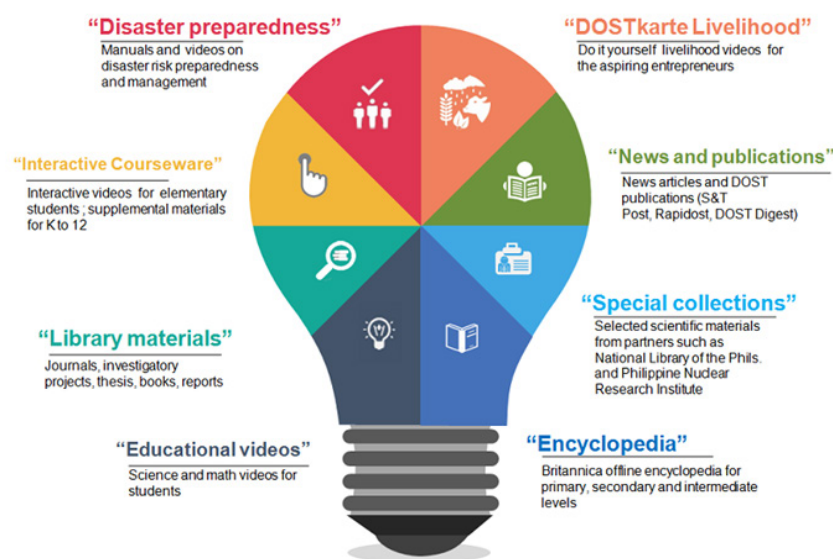 “Disaster preparedness”
Manuals and videos on
disaster risk preparedness
and management
“DOSTkarte Livelihood”
Do it yourself livelihood videos for
the aspiring entrepreneurs
“Interactive Courseware”
Interactive videos for elementary
students ; supplemental materials
for K to 12
“News and publications”
News articles and DOST
publications (S&T
Post, Rapidost, DOST Digest)
“Library materials”
Journals, investigatory
projects, thesis, books, reports
“Special collections”
Selected scientific materials
from partners such as
National Library of the Phils.
and Philippine Nuclear
Research Institute
“Educational videos”
Science and math videos for
students
“Encyclopedia”
Britannica offline encyclopedia for
primary, secondary and intermediate
levels